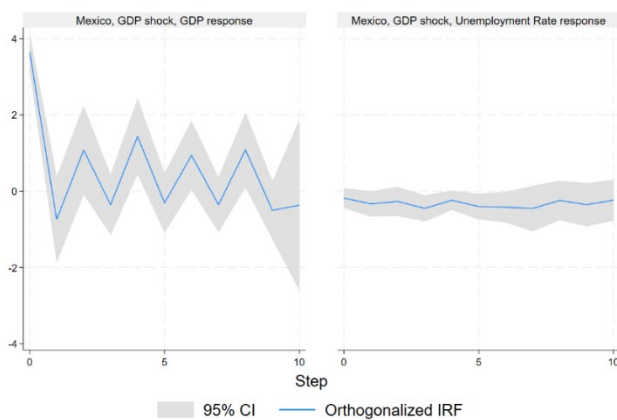 Mexico, GDP shock, GDP response
Mexico, GDP shock, Unemployment Rate response
4
2
0
-2
-4
0
5
10
0
5
10
Step
95% CI
Orthogonalized IRF